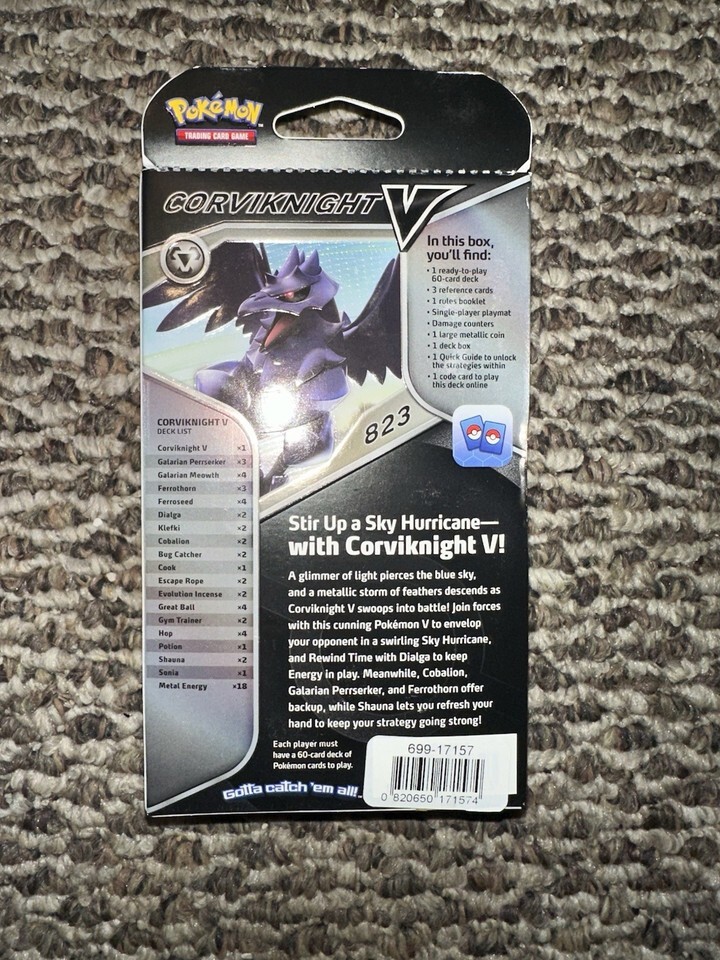 POKÉMON
TRADING CARD GAME
CORVIKNIGHT V
In this box,
you'll find:
• 1 ready-to-play
60-card deck
• 3 reference cards
• 1 rules booklet
• Single-player playmat
• Damage counters
• 1 large metallic coin
• 1 deck box
• 1 Quick Guide to unlock
the strategies within
• 1 code card to play
this deck online
823
CORVIKNIGHT V
DECK LIST
Corviknight V ×1
Galarian Perrserker ×3
Galarian Meowth ×4
Ferrothorn ×3
Ferroseed ×4
Dialga ×2
Klefki ×2
Cobalion ×2
Bug Catcher ×2
Cook ×1
Escape Rope ×2
Evolution Incense ×2
Great Ball ×4
Gym Trainer ×2
Hop ×4
Potion ×1
Shauna ×2
Sonia ×1
Metal Energy ×18
Stir Up a Sky Hurricane—
with Corviknight V!
A glimmer of light pierces the blue sky,
and a metallic storm of feathers descends as
Corviknight V swoops into battle! Join forces
with this cunning Pokémon V to envelop
your opponent in a swirling Sky Hurricane,
and Rewind Time with Dialga to keep
Energy in play. Meanwhile, Cobalion,
Galarian Perrserker, and Ferrothorn offer
backup, while Shauna lets you refresh your
hand to keep your strategy going strong!
Each player must
have a 60-card deck of
Pokémon cards to play.
Gotta catch 'em all!
699-17157
0 820650 171574